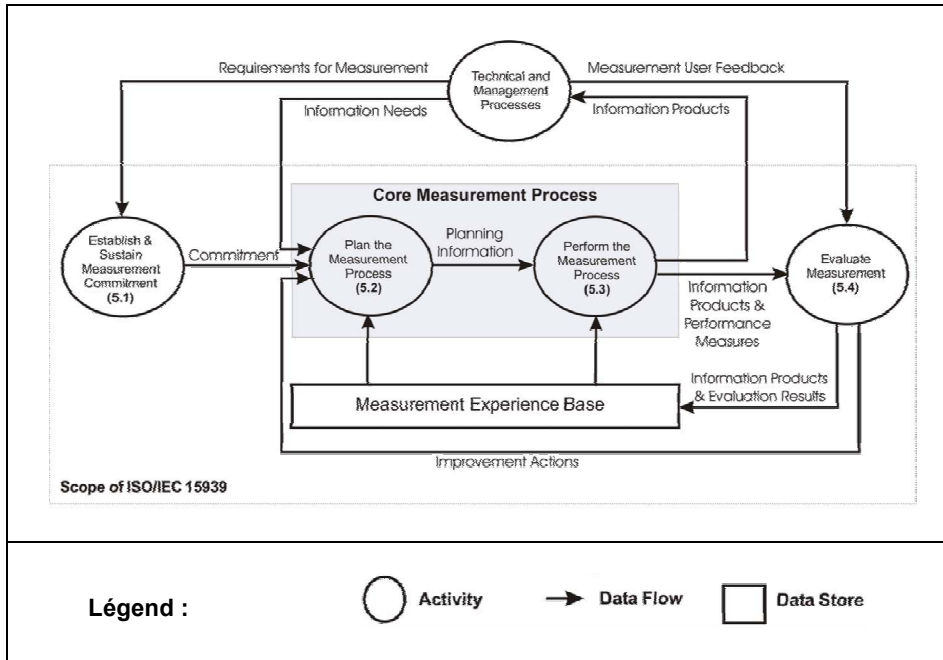 Requirements for Measurement
Technical and
Management
Processes
Measurement User Feedback
Information Needs
Information Products
Core Measurement Process
Establish &
Sustain
Measurement
Commitment
(5.1)
Commitment
Plan the
Measurement
Process
(5.2)
Planning
Information
Perform the
Measurement
Process
(5.3)
Evaluate
Measurement
(5.4)
Information
Products &
Performance
Measures
Information Products
& Evaluation Results
Measurement Experience Base
Improvement Actions
Scope of ISO/IEC 15939
Légend :
Activity
Data Flow
Data Store